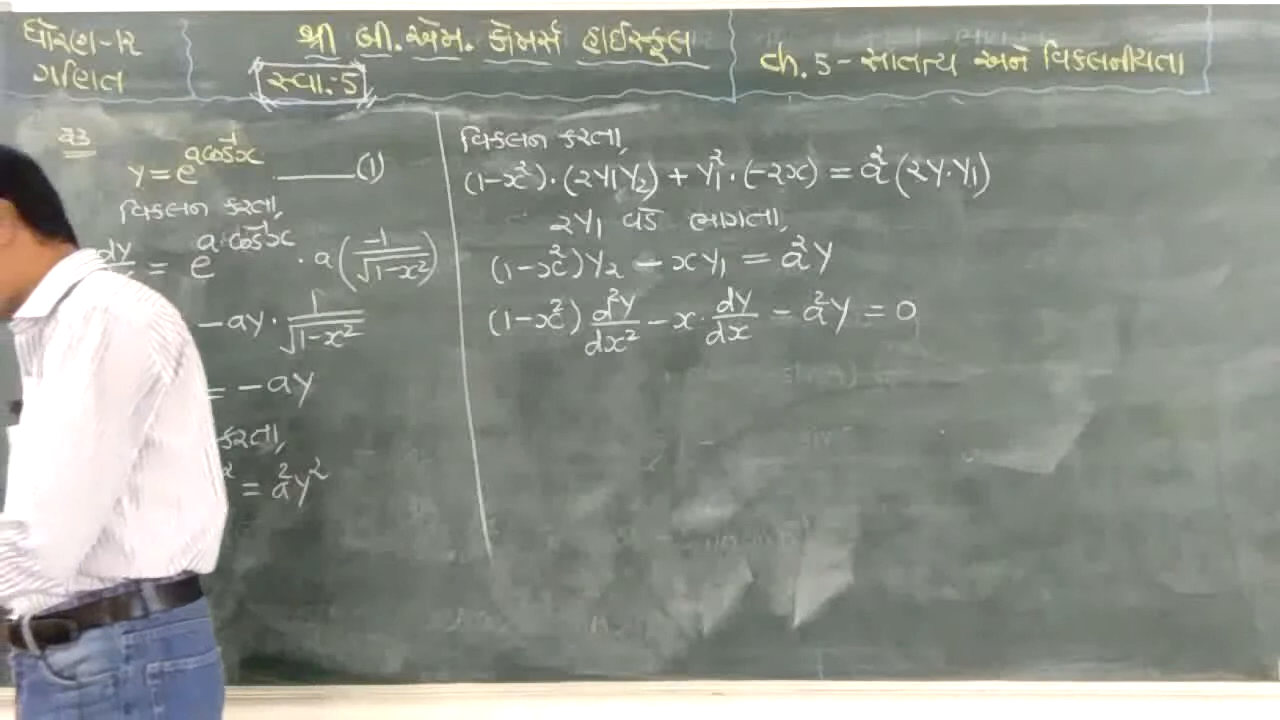 ધોરણ-૧૨
ગણિત
શ્રી બી. એમ. કોમર્સ હાઈસ્કૂલ
સ્વા.-5
ch. 5 - સાતત્ય અને વિકલનીયતા
૨૩
y = e^(a cos⁻¹x) ——— (1)
વિકલન કરતા,
dy/dx = e^(a cos⁻¹x) · a(-1/√(1-x²))
-ay · 1/√(1-x²)
= -ay
કરતા,
² = a²y²
વિકલન કરતા,
(1-x²)·(2y₁y₂) + y₁²·(-2x) = a²(2y·y₁)
2y₁ વડે ભાગતા,
(1-x²)y₂ - xy₁ = a²y
(1-x²) d²y/dx² - x·dy/dx - a²y = 0